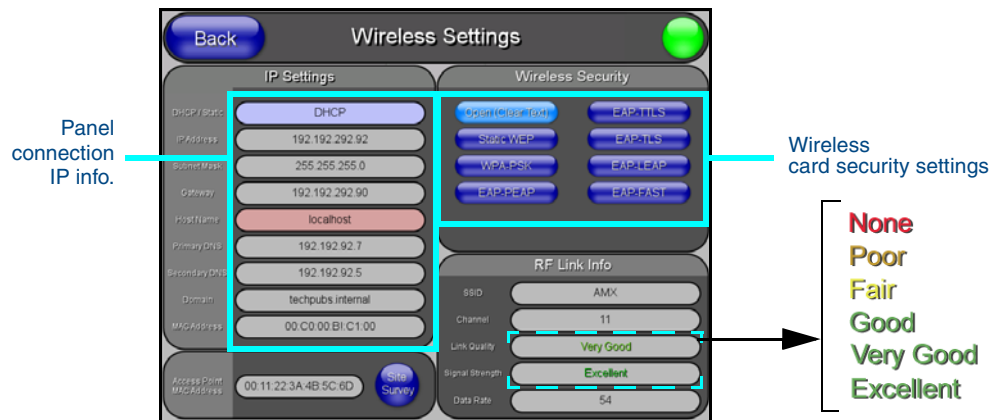 Back
Wireless Settings
IP Settings
DHCP / Static
DHCP
IP Address
192.192.292.92
Subnet Mask
255.255.255.0
Gateway
192.192.292.90
Host Name
localhost
Primary DNS
192.192.92.7
Secondary DNS
192.192.92.5
Domain
techpubs.internal
MAC Address
00:C0:00:BI:C1:00
Access Point
MAC Address
00:11:22:3A:4B:5C:6D
Site
Survey
Wireless Security
Open (Clear Text)
EAP-TTLS
Static WEP
EAP-TLS
WPA-PSK
EAP-LEAP
EAP-PEAP
EAP-FAST
RF Link Info
SSID
AMX
Channel
11
Link Quality
Very Good
Signal Strength
Excellent
Data Rate
54
Panel
connection
IP info.
Wireless
card security settings
None
Poor
Fair
Good
Very Good
Excellent